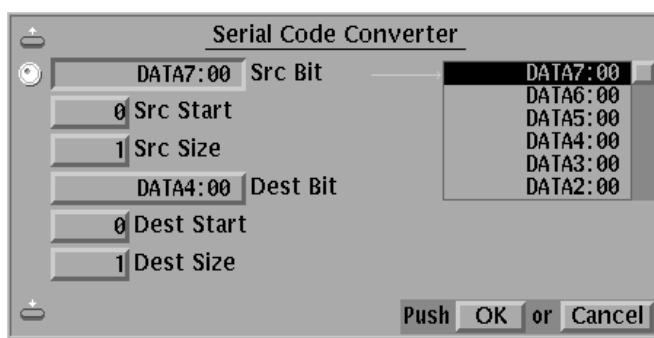 Serial Code Converter
DATA7:00 Src Bit
0 Src Start
1 Src Size
DATA4:00 Dest Bit
0 Dest Start
1 Dest Size
DATA7:00
DATA6:00
DATA5:00
DATA4:00
DATA3:00
DATA2:00
Push OK or Cancel